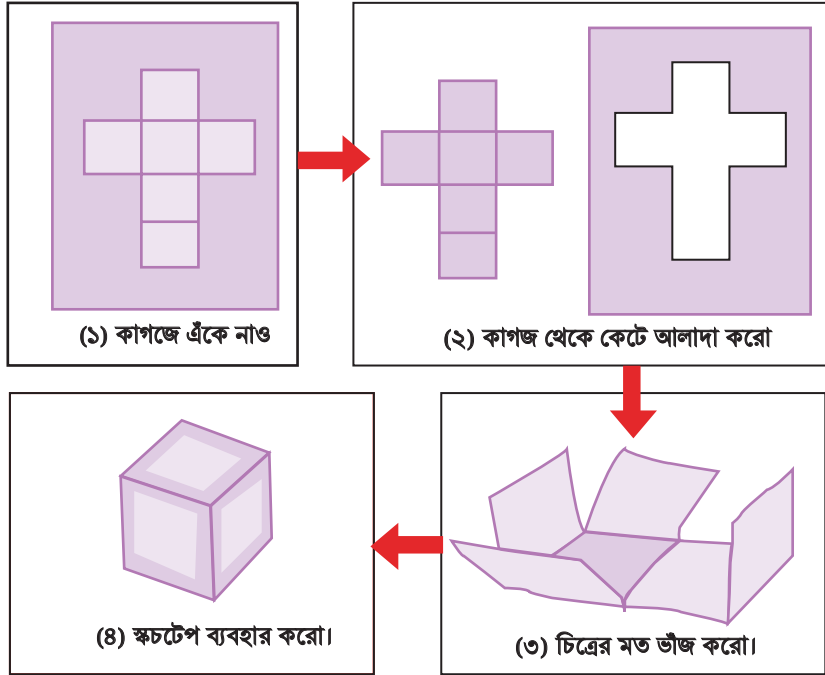 (১) কাগজে এঁকে নাও
(২) কাগজ থেকে কেটে আলাদা করো
(৩) চিত্রের মত ভাঁজ করো।
(৪) স্কচটেপ ব্যবহার করো।